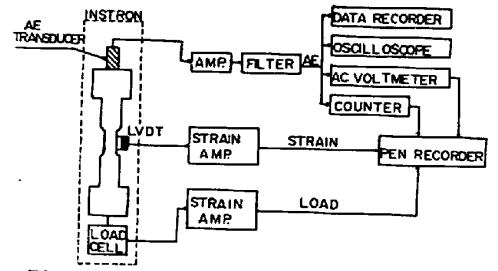 INSTRON
AE
TRANSDUCER
AMP.
FILTER
AE
DATA RECORDER
OSCILLOSCOPE
AC VOLTMETER
COUNTER
LVDT
STRAIN
AMP.
STRAIN
PEN RECORDER
STRAIN
AMP.
LOAD
LOAD
CELL